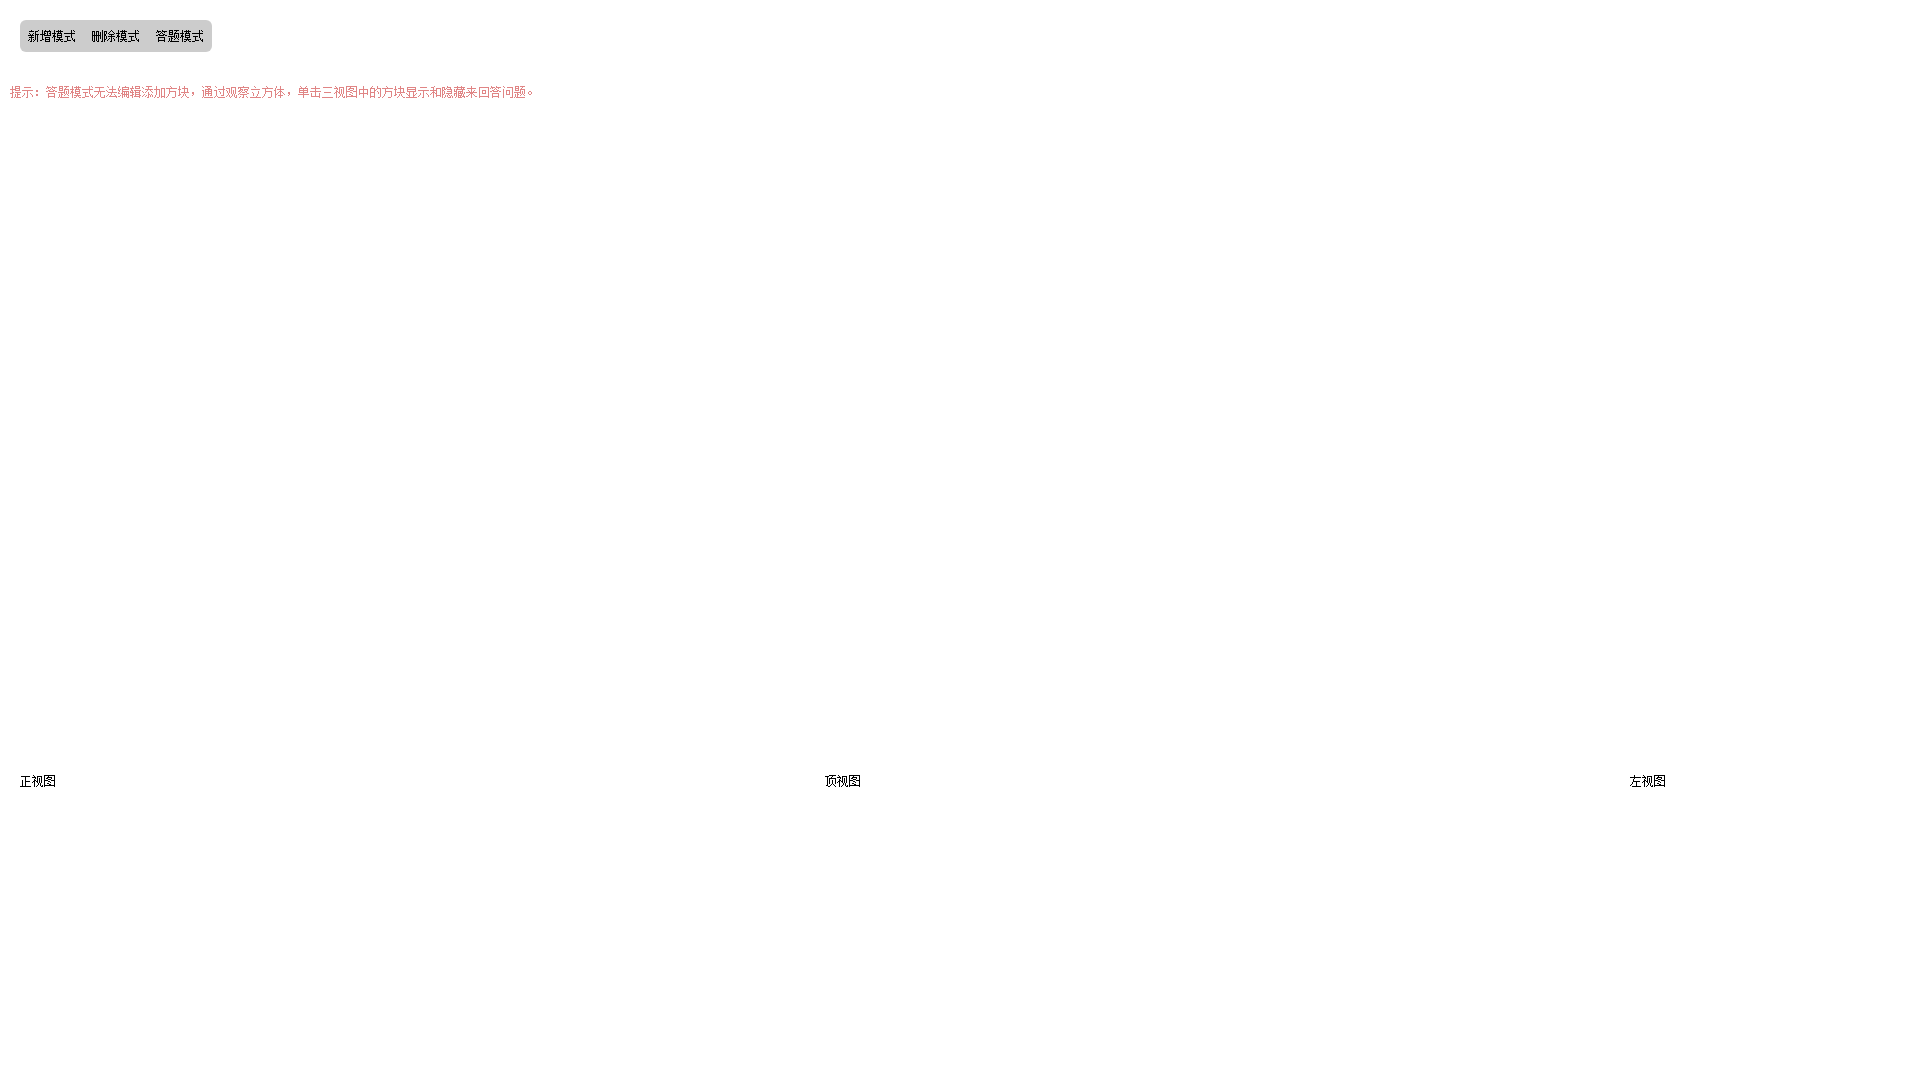 新增模式 删除模式 答题模式
提示：答题模式无法编辑添加方块，通过观察立方体，单击三视图中的方块显示和隐藏来回答问题。
正视图 顶视图 左视图